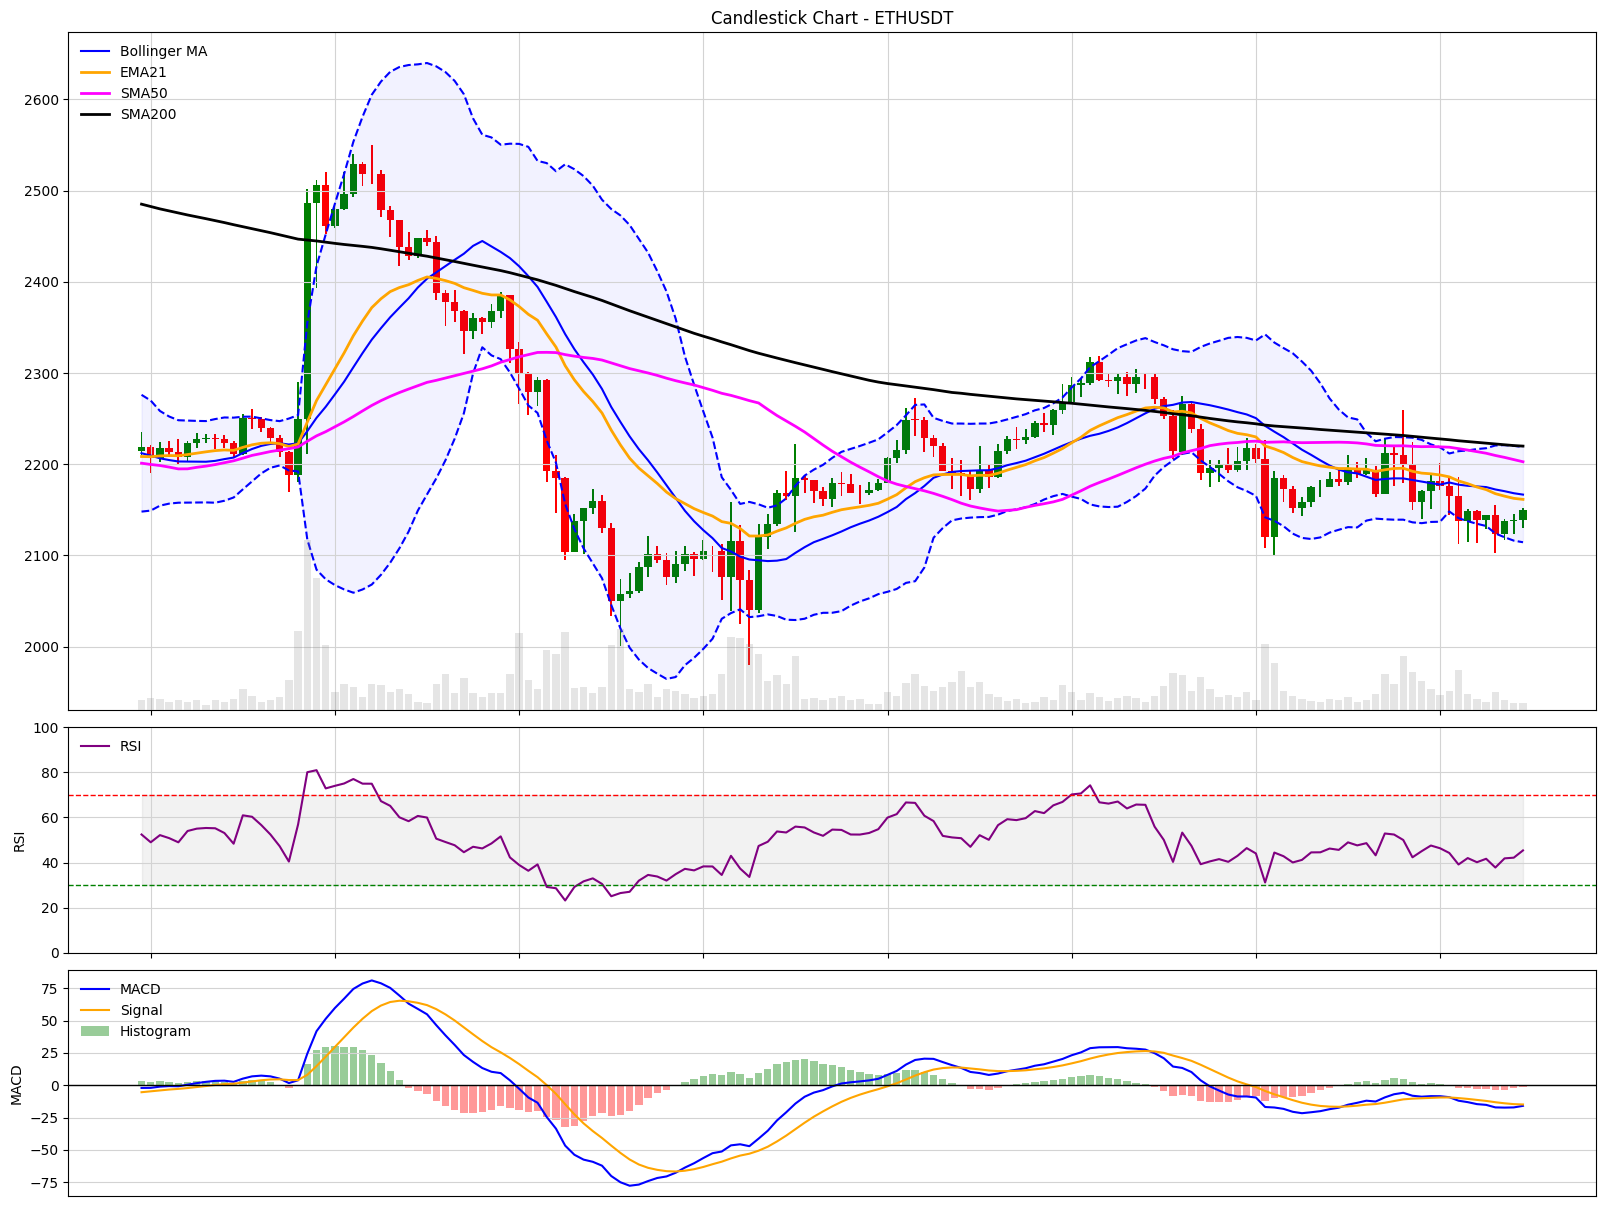 Candlestick Chart - ETHUSDT
Bollinger MA
EMA21
SMA50
SMA200
2600
2500
2400
2300
2200
2100
2000
100
RSI
80
60
RSI
40
20
0
75
MACD
50
Signal
25
Histogram
0
MACD
−25
−50
−75